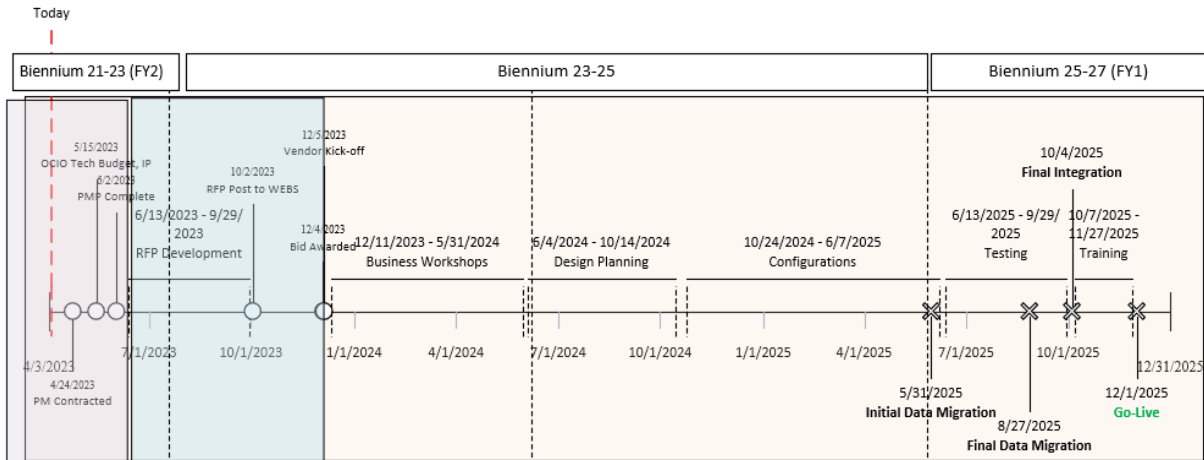 Today
Biennium 21-23 (FY2)
Biennium 23-25
Biennium 25-27 (FY1)
5/15/2023
OCIO Tech Budget, IP
6/2/2023
PMP Complete
6/13/2023 - 9/29/
2023
RFP Development
10/2/2023
RFP Post to WEBS
12/5/2023
Vendor Kick-off
12/4/2023
Bid Awarded
12/11/2023 - 5/31/2024
Business Workshops
6/4/2024 - 10/14/2024
Design Planning
10/24/2024 - 6/7/2025
Configurations
6/13/2025 - 9/29/
2025
Testing
10/4/2025
Final Integration
10/7/2025 -
11/27/2025
Training
4/3/2023
7/1/2023
10/1/2023
1/1/2024
4/1/2024
7/1/2024
10/1/2024
1/1/2025
4/1/2025
7/1/2025
10/1/2025
12/31/2025
4/24/2023
PM Contracted
5/31/2025
Initial Data Migration
8/27/2025
Final Data Migration
12/1/2025
Go-Live